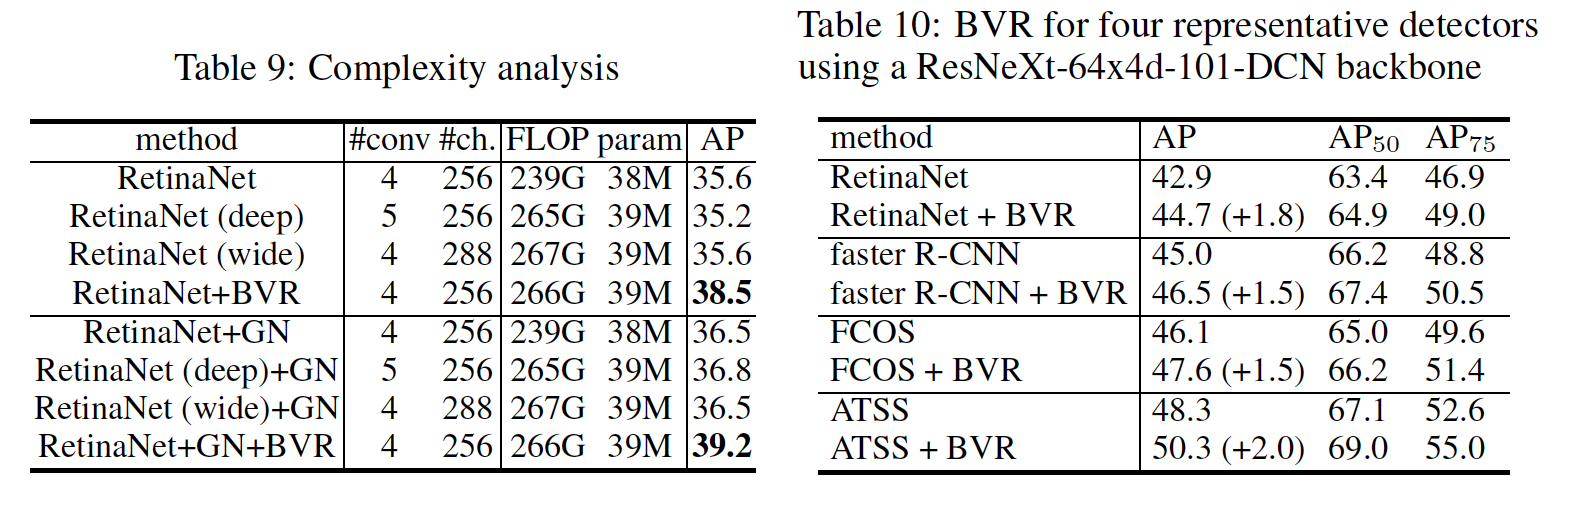 Table 9: Complexity analysis
method #conv #ch. FLOP param AP
RetinaNet 4 256 239G 38M 35.6
RetinaNet (deep) 5 256 265G 39M 35.2
RetinaNet (wide) 4 288 267G 39M 35.6
RetinaNet+BVR 4 256 266G 39M 38.5
RetinaNet+GN 4 256 239G 38M 36.5
RetinaNet (deep)+GN 5 256 265G 39M 36.8
RetinaNet (wide)+GN 4 288 267G 39M 36.5
RetinaNet+GN+BVR 4 256 266G 39M 39.2
Table 10: BVR for four representative detectors
using a ResNeXt-64x4d-101-DCN backbone
method AP AP50 AP75
RetinaNet 42.9 63.4 46.9
RetinaNet + BVR 44.7 (+1.8) 64.9 49.0
faster R-CNN 45.0 66.2 48.8
faster R-CNN + BVR 46.5 (+1.5) 67.4 50.5
FCOS 46.1 65.0 49.6
FCOS + BVR 47.6 (+1.5) 66.2 51.4
ATSS 48.3 67.1 52.6
ATSS + BVR 50.3 (+2.0) 69.0 55.0